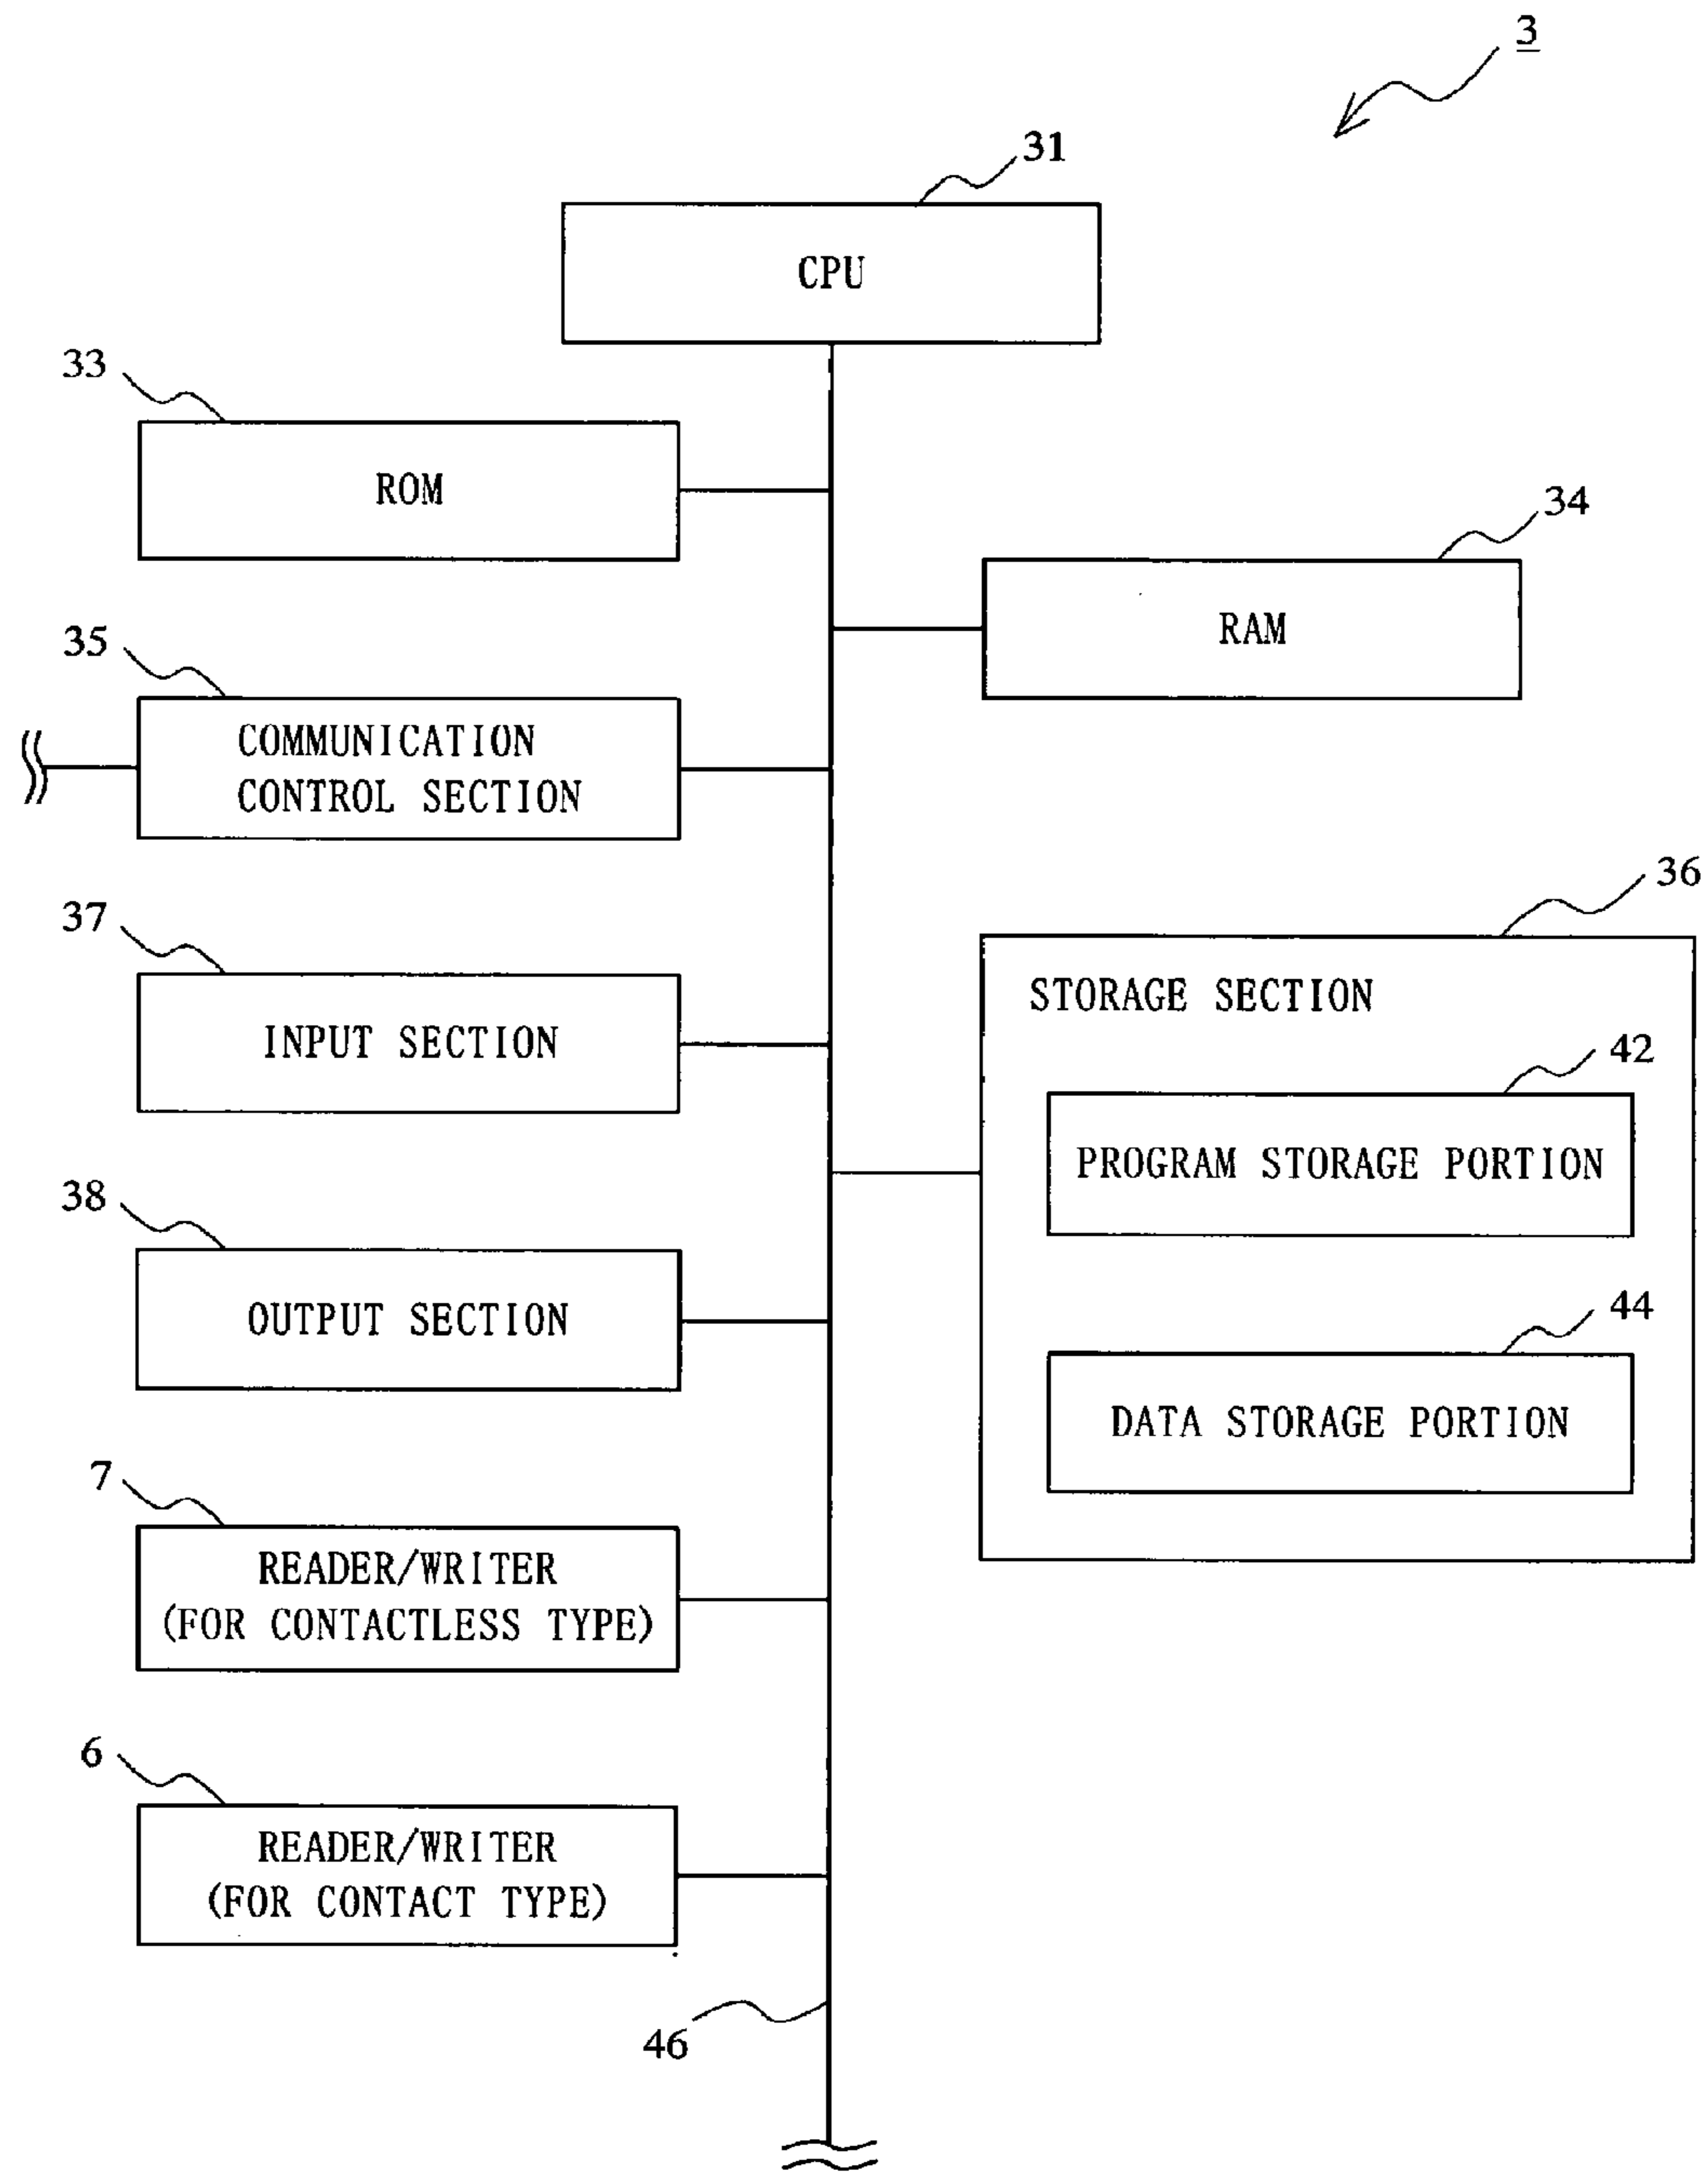 3
31
CPU
33
ROM
34
RAM
35
COMMUNICATION
CONTROL SECTION
36
STORAGE SECTION
37
INPUT SECTION
42
PROGRAM STORAGE PORTION
38
OUTPUT SECTION
44
DATA STORAGE PORTION
7
READER/WRITER
(FOR CONTACTLESS TYPE)
6
READER/WRITER
(FOR CONTACT TYPE)
46